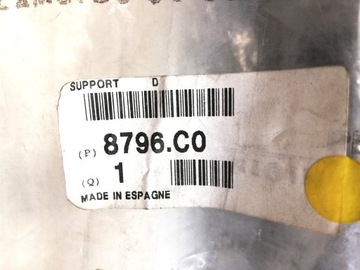 SUPPORT D
(P) 8796.C0
(Q) 1
MADE IN ESPAGNE